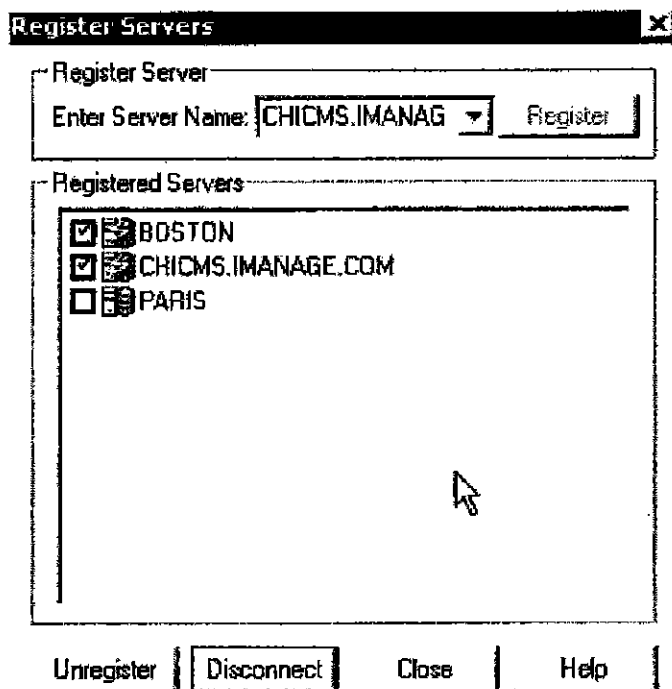 Register Servers
Register Server
Enter Server Name: CHICMS.IMANAG Register
Registered Servers
BOSTON
CHICMS.IMANAGE.COM
PARIS
Unregister Disconnect Close Help